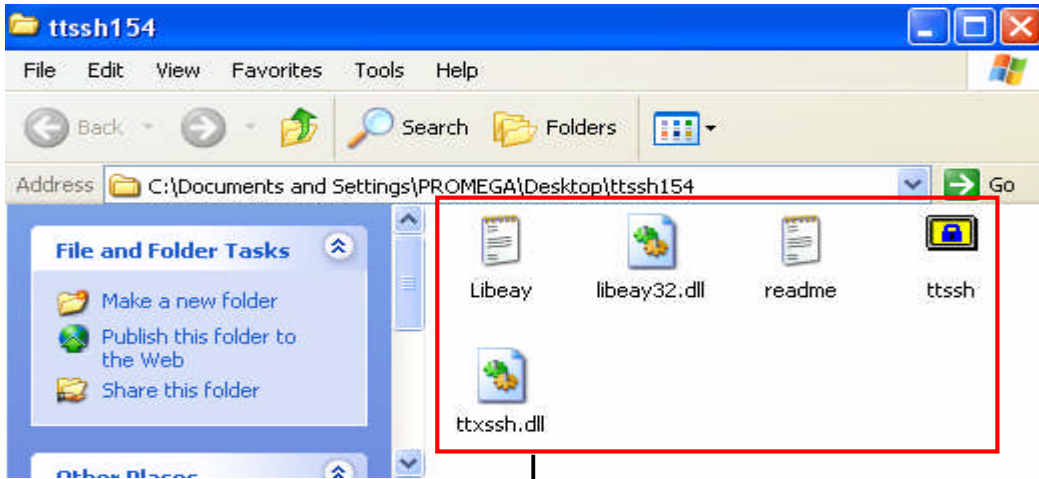 ttssh154
File Edit View Favorites Tools Help
Back Search Folders
Address C:\Documents and Settings\PROMEGA\Desktop\ttssh154 Go
File and Folder Tasks
Make a new folder
Publish this folder to
the Web
Share this folder
Other Places
Libeay libeay32.dll readme ttssh
ttxssh.dll